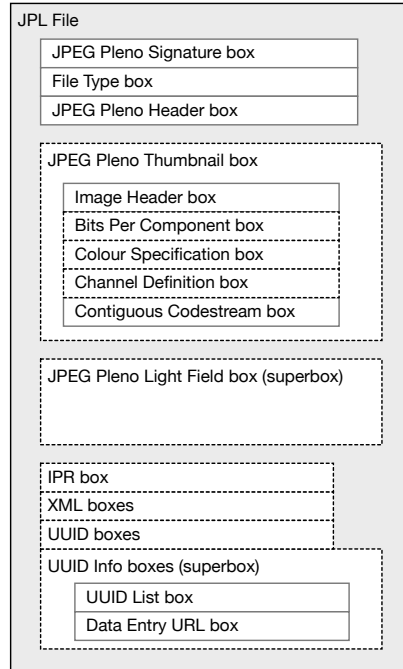 JPL File
JPEG Pleno Signature box
File Type box
JPEG Pleno Header box
JPEG Pleno Thumbnail box
Image Header box
Bits Per Component box
Colour Specification box
Channel Definition box
Contiguous Codestream box
JPEG Pleno Light Field box (superbox)
IPR box
XML boxes
UUID boxes
UUID Info boxes (superbox)
UUID List box
Data Entry URL box